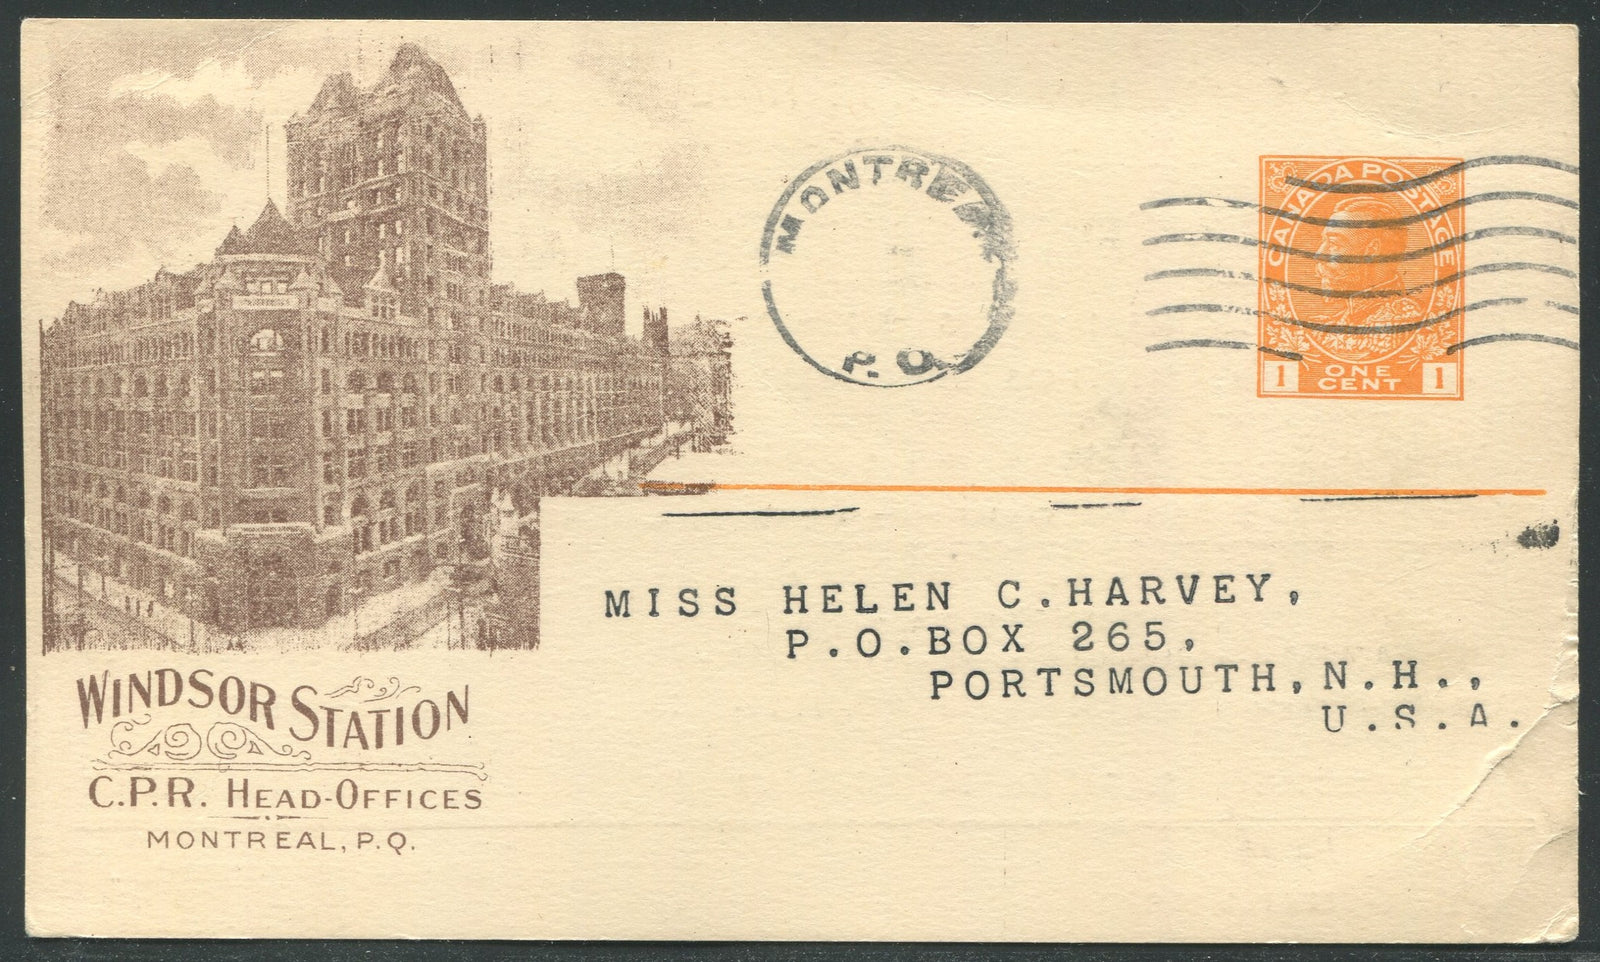 WINDSOR STATION
C.P.R. HEAD-OFFICES
MONTREAL, P.Q.
MONTREAL
P.O.
CANADA POSTAGE
1 ONE CENT 1
MISS HELEN C. HARVEY,
P.O. BOX 265,
PORTSMOUTH, N.H.,
U.S.A.